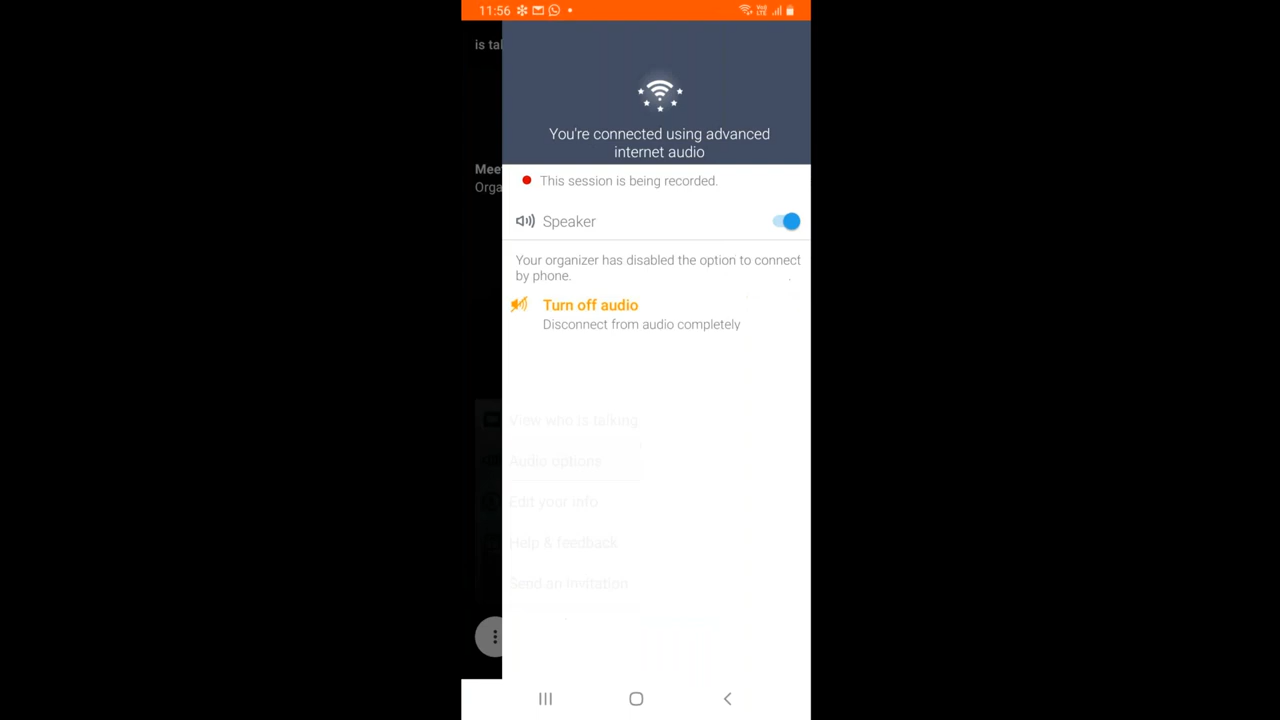 11:56
is tal
You're connected using advanced
internet audio
Mee
Orga
This session is being recorded.
Speaker
Your organizer has disabled the option to connect
by phone.
Turn off audio
Disconnect from audio completely
View who is talking
Audio options
Edit your info
Help & feedback
Send an invitation